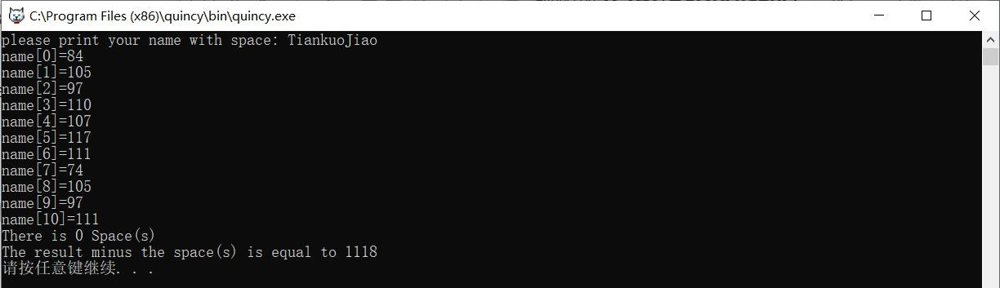 C:\Program Files (x86)\quincy\bin\quincy.exe
please print your name with space: TiankuoJiao
name[0]=84
name[1]=105
name[2]=97
name[3]=110
name[4]=107
name[5]=117
name[6]=111
name[7]=74
name[8]=105
name[9]=97
name[10]=111
There is 0 Space(s)
The result minus the space(s) is equal to 1118
请按任意键继续. . .